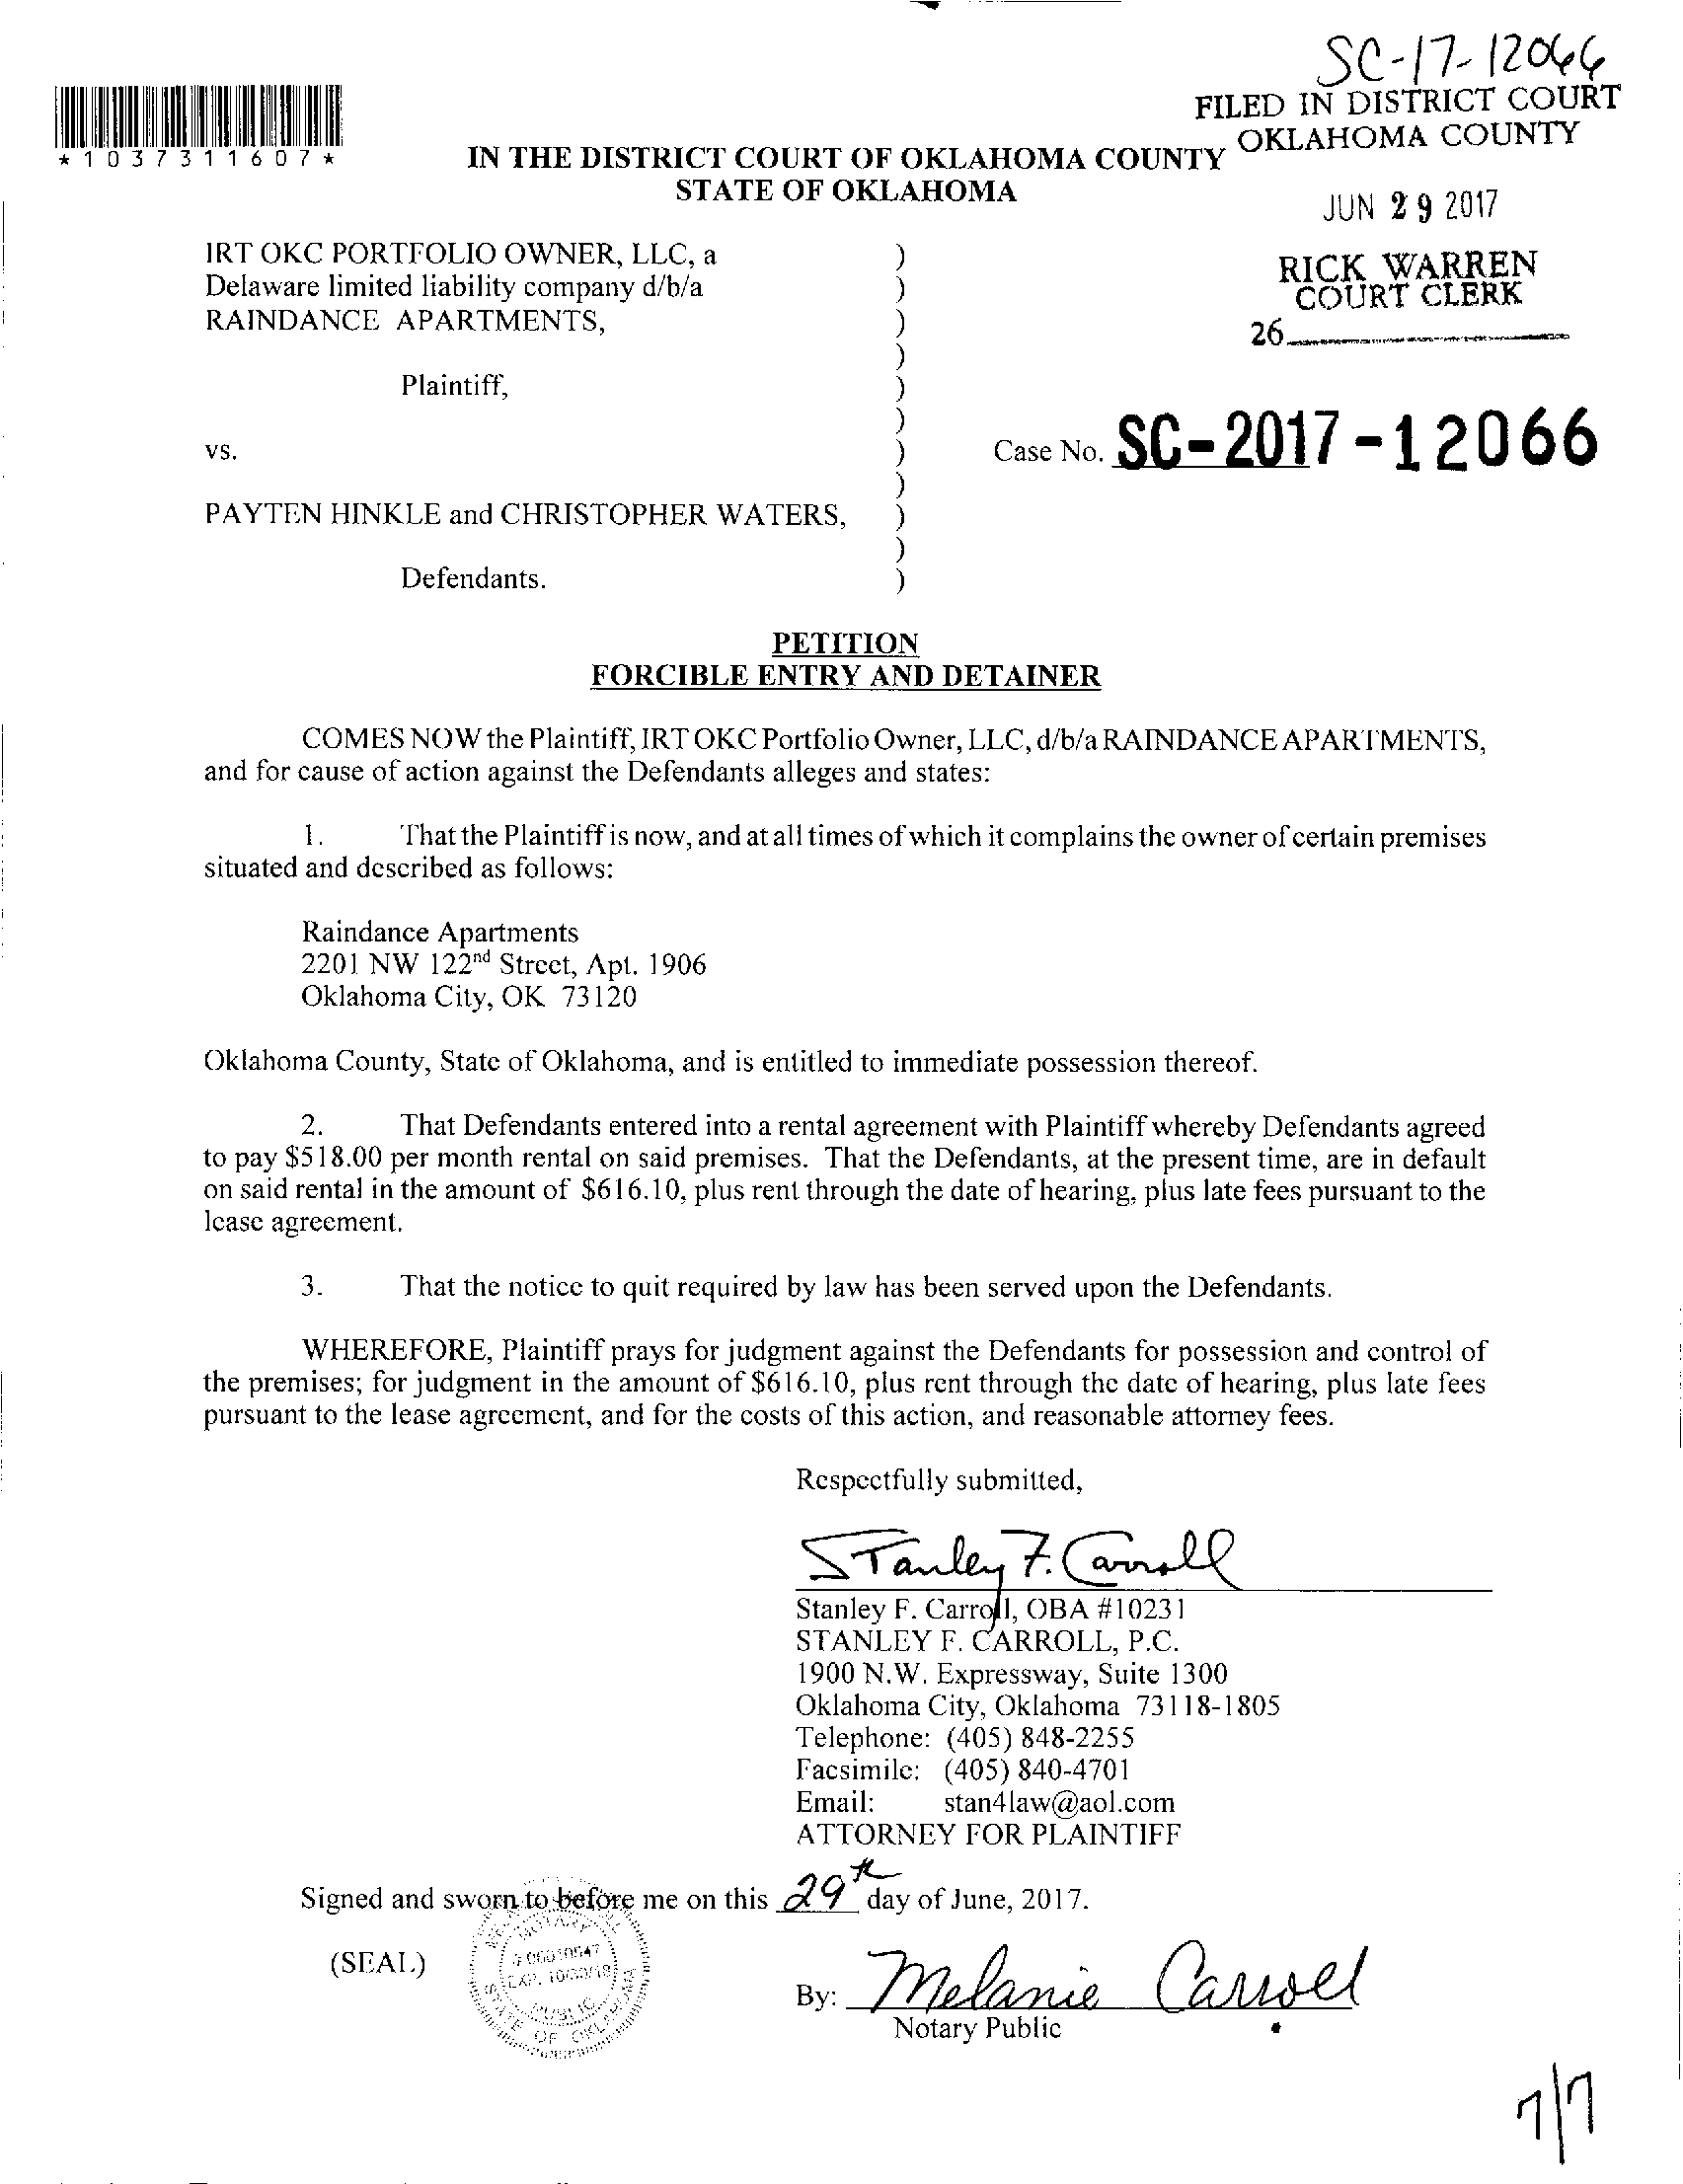 SC-17-12066
FILED IN DISTRICT COURT
OKLAHOMA COUNTY
*1037311607*
IN THE DISTRICT COURT OF OKLAHOMA COUNTY
STATE OF OKLAHOMA
JUN 29 2017
RICK WARREN
COURT CLERK
26
IRT OKC PORTFOLIO OWNER, LLC, a )
Delaware limited liability company d/b/a )
RAINDANCE APARTMENTS, )
)
Plaintiff, )
)
vs. ) Case No. SC-2017-12066
)
PAYTEN HINKLE and CHRISTOPHER WATERS, )
)
Defendants. )
PETITION
FORCIBLE ENTRY AND DETAINER
COMES NOW the Plaintiff, IRT OKC Portfolio Owner, LLC, d/b/a RAINDANCE APARTMENTS,
and for cause of action against the Defendants alleges and states:
1. That the Plaintiff is now, and at all times of which it complains the owner of certain premises
situated and described as follows:
Raindance Apartments
2201 NW 122nd Street, Apt. 1906
Oklahoma City, OK 73120
Oklahoma County, State of Oklahoma, and is entitled to immediate possession thereof.
2. That Defendants entered into a rental agreement with Plaintiff whereby Defendants agreed
to pay $518.00 per month rental on said premises. That the Defendants, at the present time, are in default
on said rental in the amount of $616.10, plus rent through the date of hearing, plus late fees pursuant to the
lease agreement.
3. That the notice to quit required by law has been served upon the Defendants.
WHEREFORE, Plaintiff prays for judgment against the Defendants for possession and control of
the premises; for judgment in the amount of $616.10, plus rent through the date of hearing, plus late fees
pursuant to the lease agreement, and for the costs of this action, and reasonable attorney fees.
Respectfully submitted,
Stanley F. Carroll
Stanley F. Carroll, OBA #10231
STANLEY F. CARROLL, P.C.
1900 N.W. Expressway, Suite 1300
Oklahoma City, Oklahoma 73118-1805
Telephone: (405) 848-2255
Facsimile: (405) 840-4701
Email: stan4law@aol.com
ATTORNEY FOR PLAINTIFF
Signed and sworn to before me on this 29th day of June, 2017.
(SEAL)
NOTARY
EXP. 10/30/18
PUBLIC
STATE OF OKLAHOMA
By: Melanie Carroll
Notary Public
7/7